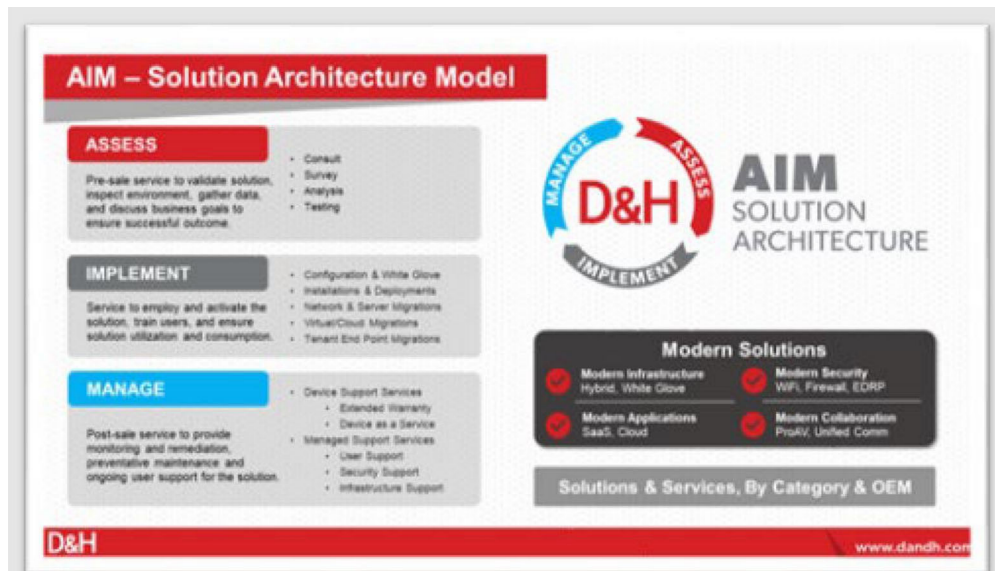 AIM – Solution Architecture Model
ASSESS
Pre-sale service to validate solution,
inspect environment, gather data,
and discuss business goals to
ensure successful outcome.
• Consult
• Survey
• Analysis
• Testing
IMPLEMENT
Service to employ and activate the
solution, train users, and ensure
solution utilization and consumption.
• Configuration & White Glove
• Installations & Deployments
• Network & Server Migrations
• Virtual/Cloud Migrations
• Tenant End Point Migrations
MANAGE
Post-sale service to provide
monitoring and remediation,
preventative maintenance and
ongoing user support for the solution.
• Device Support Services
• Extended Warranty
• Device as a Service
• Managed Support Services
• User Support
• Security Support
• Infrastructure Support
MANAGE
ASSESS
IMPLEMENT
D&H
AIM
SOLUTION
ARCHITECTURE
Modern Solutions
Modern Infrastructure
Hybrid, White Glove
Modern Security
WiFi, Firewall, EDRP
Modern Applications
SaaS, Cloud
Modern Collaboration
ProAV, Unified Comm
Solutions & Services, By Category & OEM
D&H
www.dandh.com